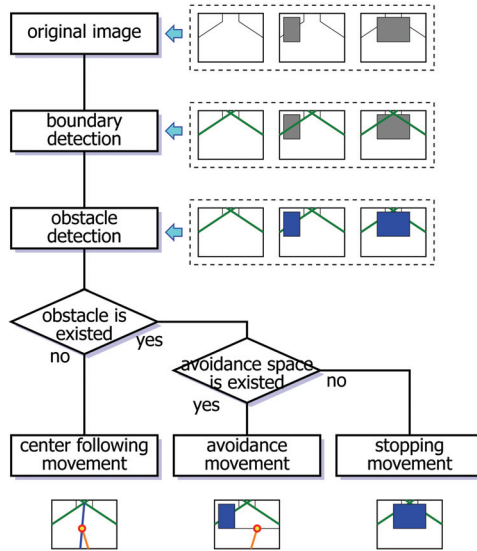 original image
boundary
detection
obstacle
detection
obstacle is
existed
no
yes
avoidance space
is existed
yes
no
center following
movement
avoidance
movement
stopping
movement